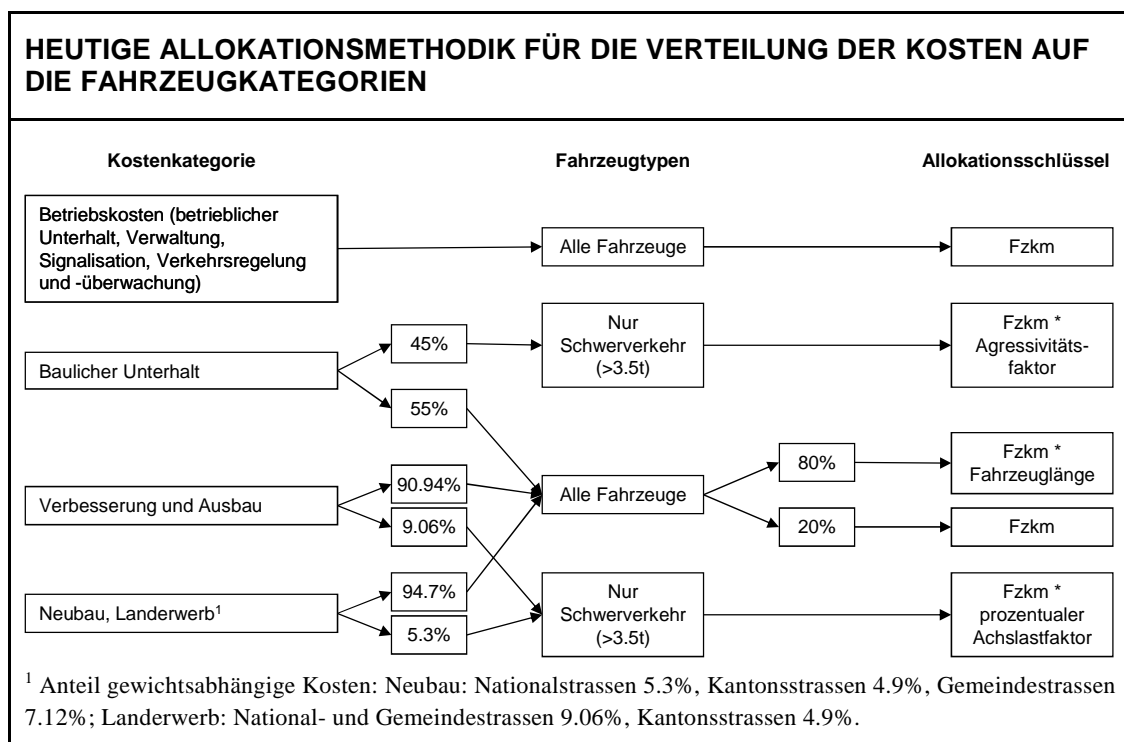 HEUTIGE ALLOKATIONSMETHODIK FÜR DIE VERTEILUNG DER KOSTEN AUF
DIE FAHRZEUGKATEGORIEN
Kostenkategorie
Fahrzeugtypen
Allokationsschlüssel
Betriebskosten (betrieblicher
Unterhalt, Verwaltung,
Signalisation, Verkehrsregelung
und -überwachung)
Alle Fahrzeuge
Fzkm
Baulicher Unterhalt
45%
55%
Nur
Schwerverkehr
(>3.5t)
Fzkm *
Agressivitäts-
faktor
Verbesserung und Ausbau
90.94%
9.06%
Alle Fahrzeuge
80%
20%
Fzkm *
Fahrzeuglänge
Fzkm
Neubau, Landerwerb¹
94.7%
5.3%
Nur
Schwerverkehr
(>3.5t)
Fzkm *
prozentualer
Achslastfaktor
¹ Anteil gewichtsabhängige Kosten: Neubau: Nationalstrassen 5.3%, Kantonsstrassen 4.9%, Gemeindestrassen
7.12%; Landerwerb: National- und Gemeindestrassen 9.06%, Kantonsstrassen 4.9%.